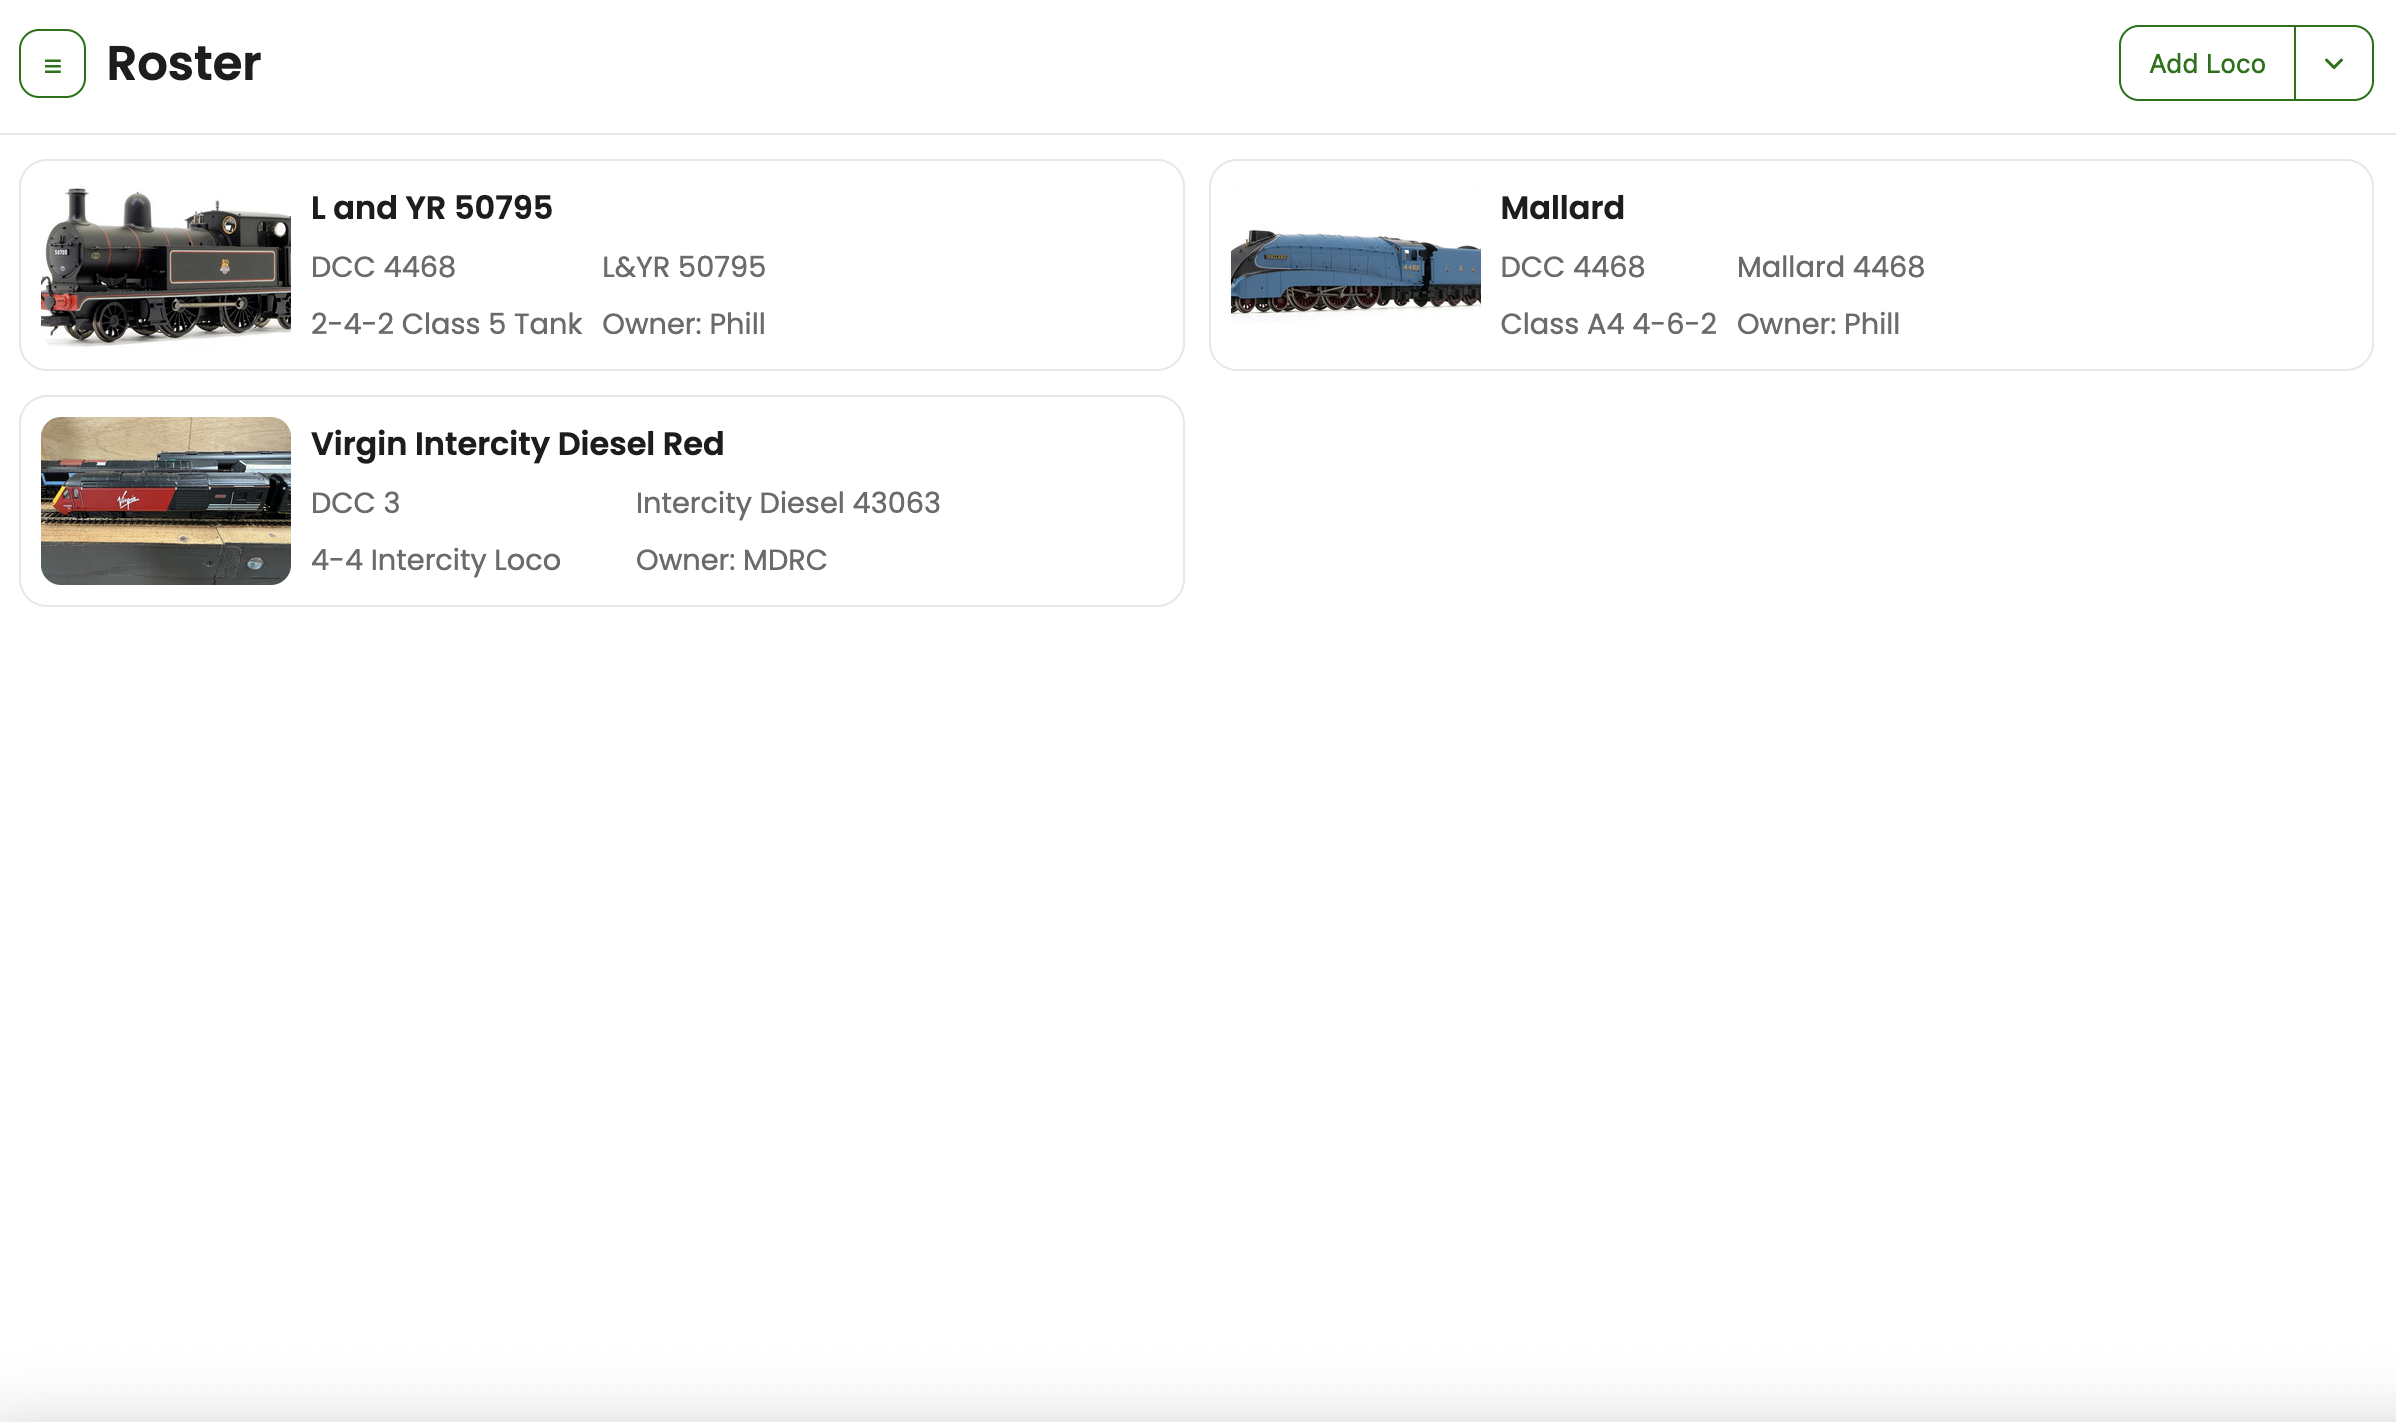 Roster
Add Loco
L and YR 50795
DCC 4468
L&YR 50795
2-4-2 Class 5 Tank
Owner: Phill
Mallard
DCC 4468
Mallard 4468
Class A4 4-6-2
Owner: Phill
4468
Virgin Intercity Diesel Red
DCC 3
Intercity Diesel 43063
4-4 Intercity Loco
Owner: MDRC
Virgin